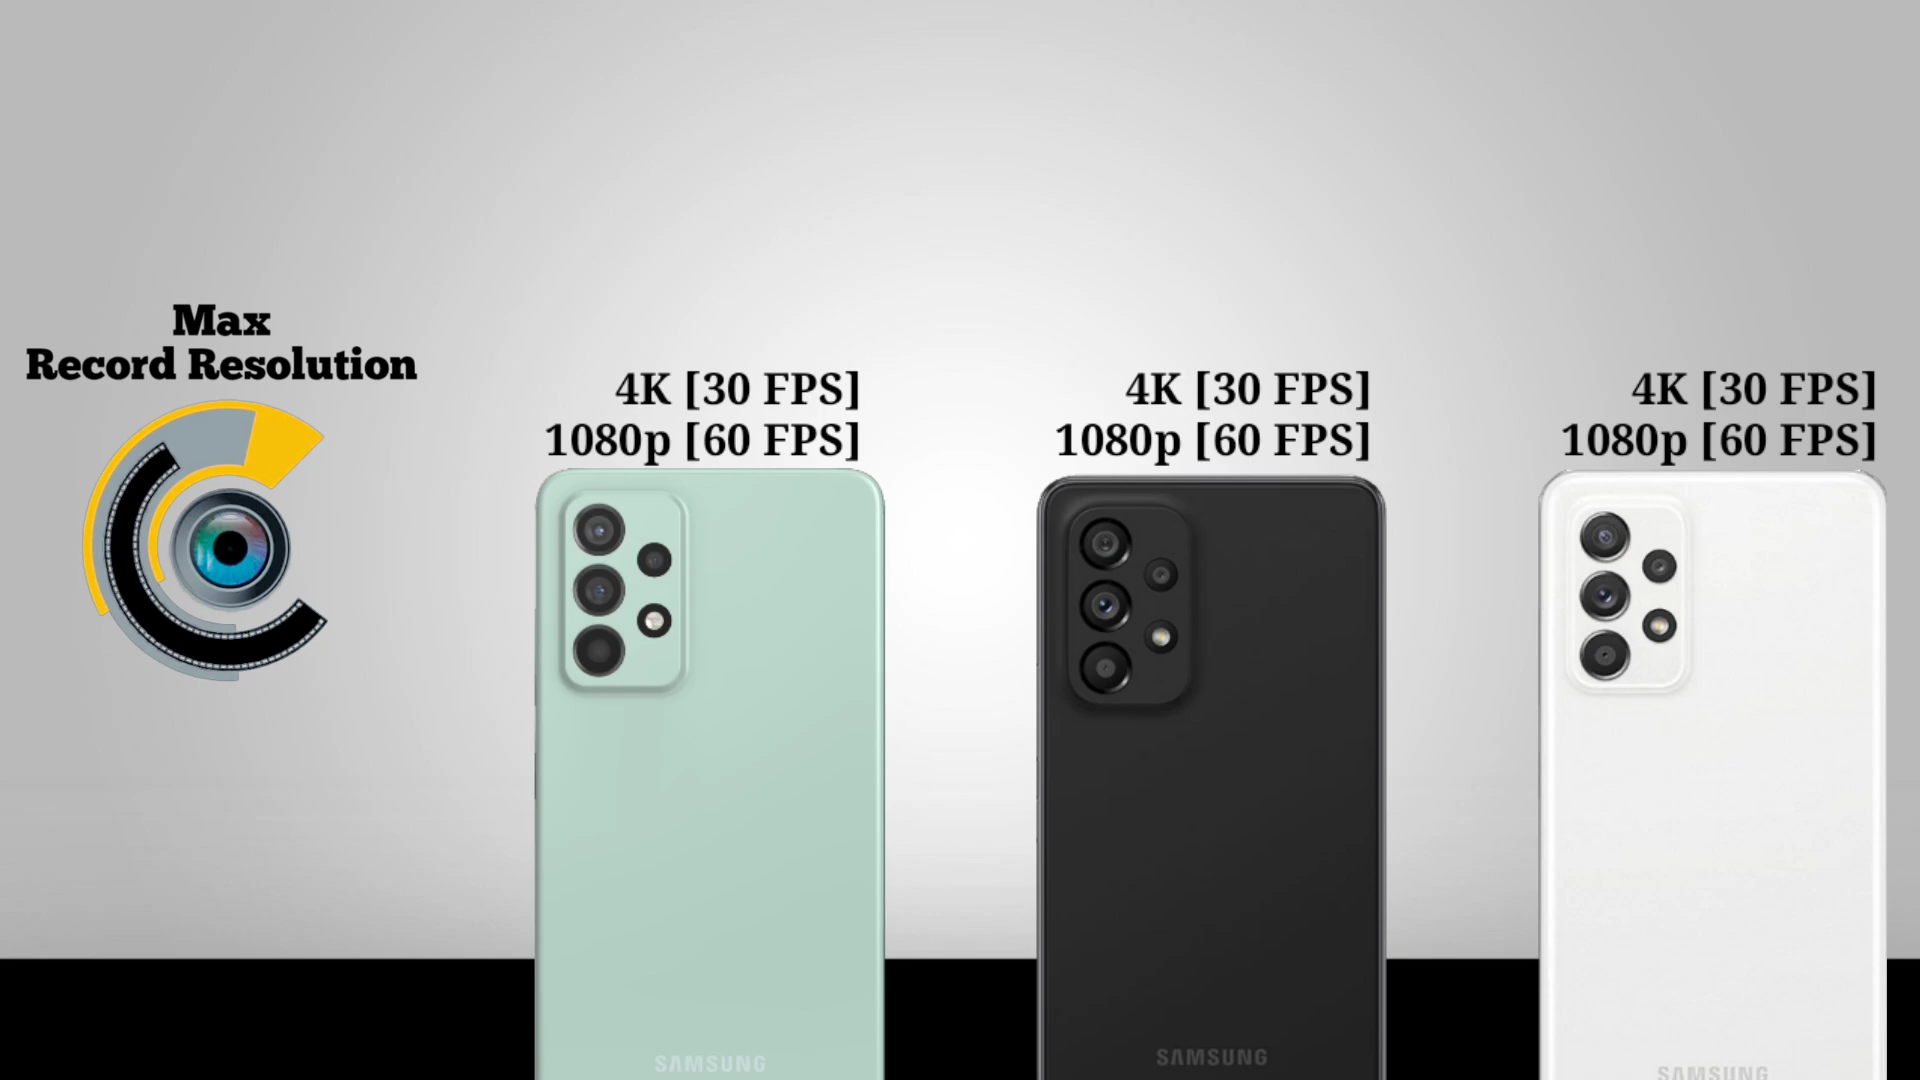 Max
Record Resolution
4K [30 FPS]
1080p [60 FPS]
4K [30 FPS]
1080p [60 FPS]
4K [30 FPS]
1080p [60 FPS]
SAMSUNG
SAMSUNG
SAMSUNG